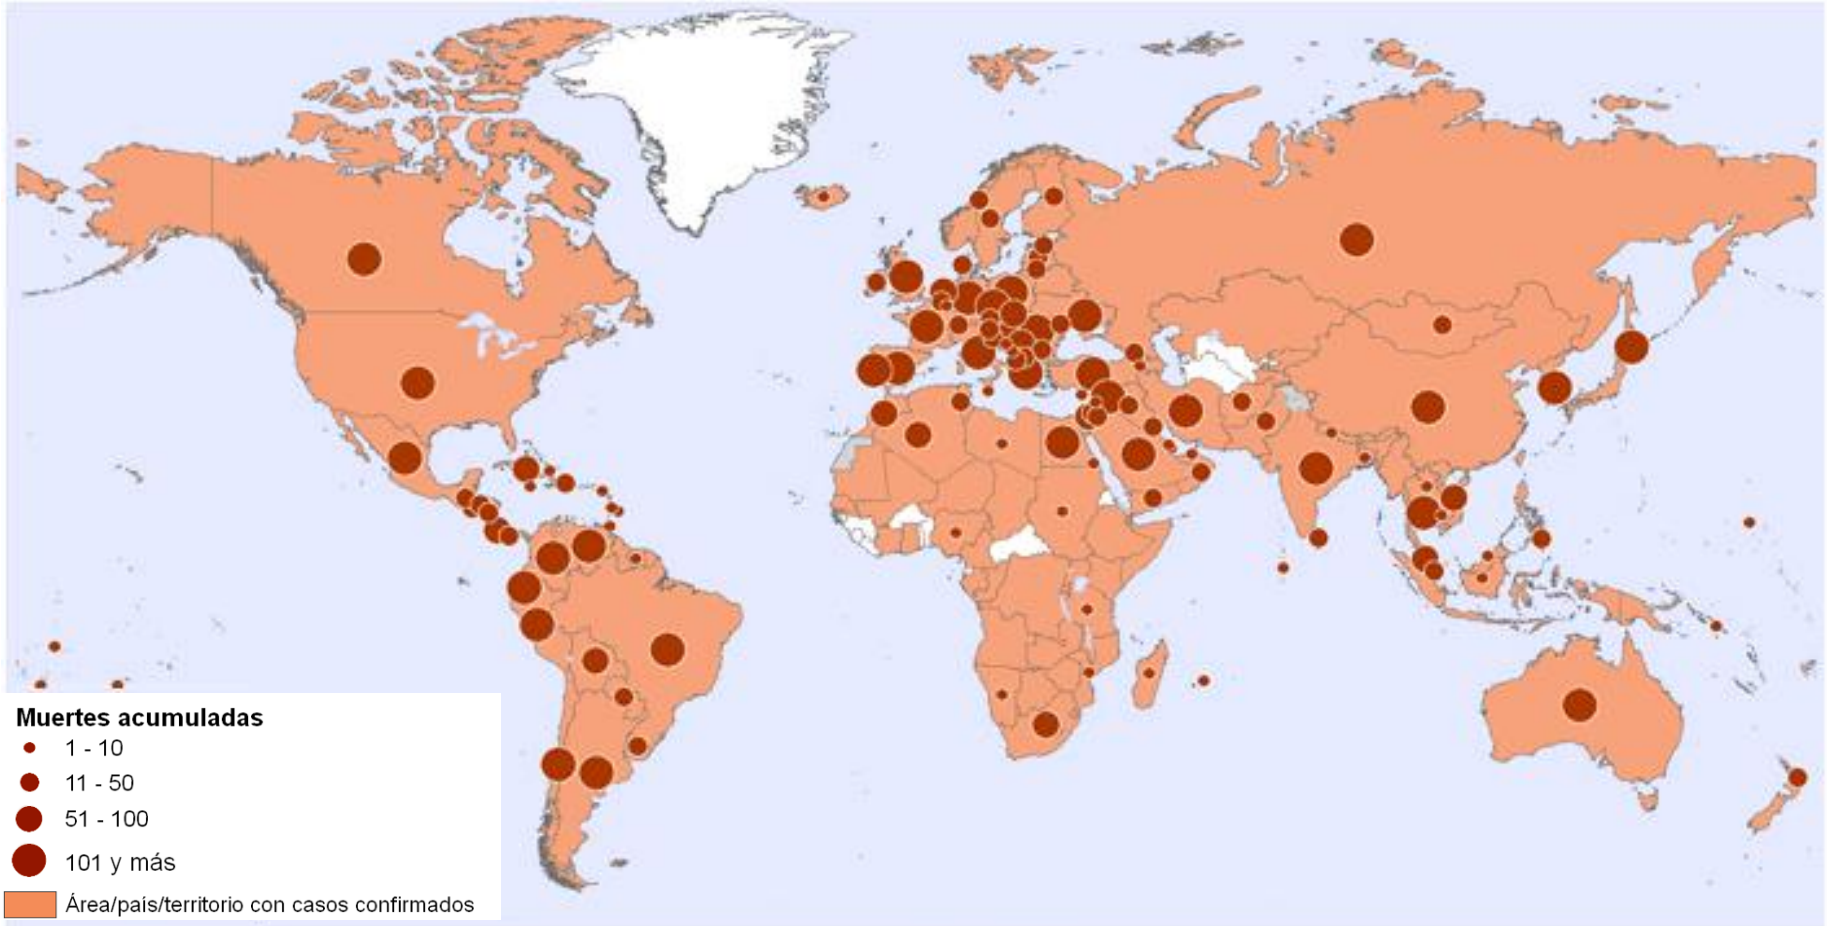 Muertes acumuladas
1 - 10
11 - 50
51 - 100
101 y más
Área/país/territorio con casos confirmados